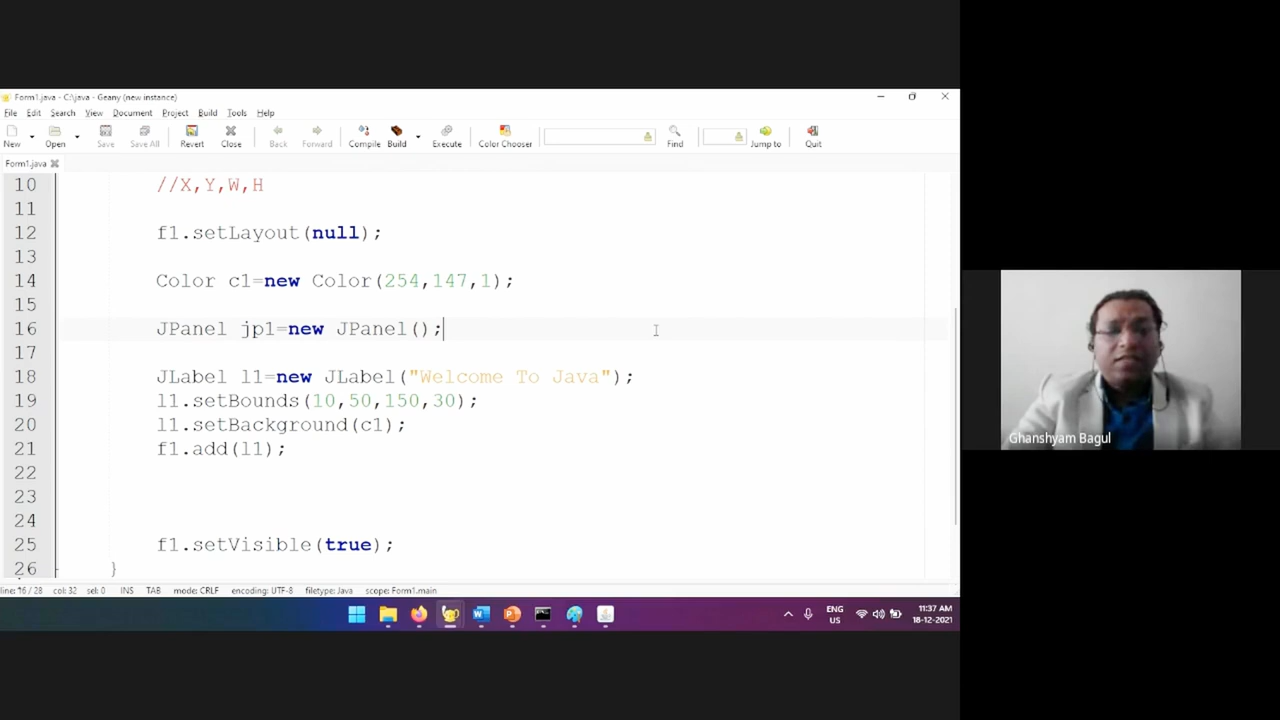 Form1.java - C:\java - Geany (new instance)
File Edit Search View Document Project Build Tools Help
New Open Save Save All Revert Close Back Forward Compile Build Execute Color Chooser Find Jump to Quit
Form1.java
10 //X,Y,W,H
11
12 f1.setLayout(null);
13
14 Color c1=new Color(254,147,1);
15
16 JPanel jp1=new JPanel();
17
18 JLabel l1=new JLabel("Welcome To Java");
19 l1.setBounds(10,50,150,30);
20 l1.setBackground(c1);
21 f1.add(l1);
22
23
24
25 f1.setVisible(true);
26 }
line: 16 / 28 col: 32 sel: 0 INS TAB mode: CRLF encoding: UTF-8 filetype: Java scope: Form1.main
ENG
US
11:37 AM
18-12-2021
Ghanshyam Bagul